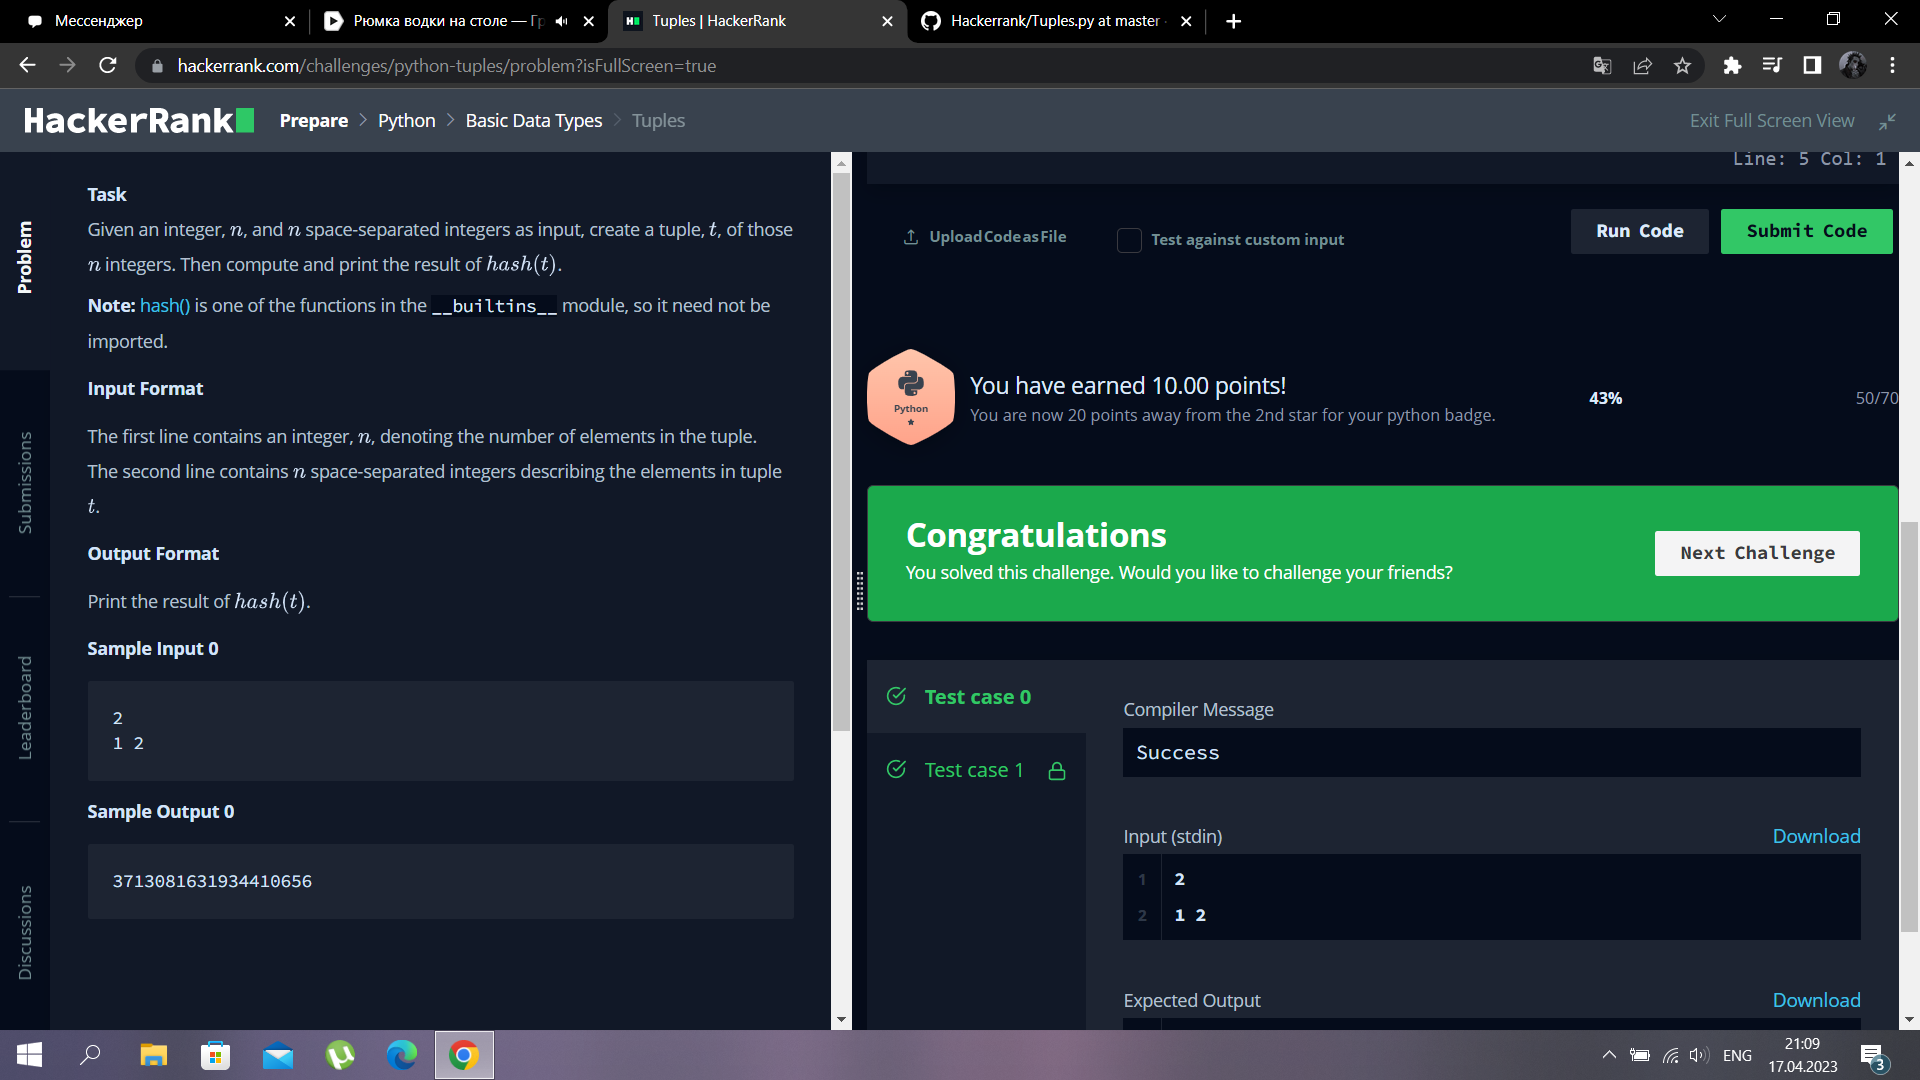 Мессенджер
Рюмка водки на столе — Гр
Tuples | HackerRank
Hackerrank/Tuples.py at master
hackerrank.com/challenges/python-tuples/problem?isFullScreen=true
HackerRank
Prepare > Python > Basic Data Types > Tuples
Exit Full Screen View
Problem
Submissions
Leaderboard
Discussions
Task
Given an integer, n, and n space-separated integers as input, create a tuple, t, of those
n integers. Then compute and print the result of hash(t).
Note: hash() is one of the functions in the __builtins__ module, so it need not be
imported.
Input Format
The first line contains an integer, n, denoting the number of elements in the tuple.
The second line contains n space-separated integers describing the elements in tuple
t.
Output Format
Print the result of hash(t).
Sample Input 0
2
1 2
Sample Output 0
3713081631934410656
Line: 5 Col: 1
Upload Code as File
Test against custom input
Run Code
Submit Code
Python
You have earned 10.00 points!
You are now 20 points away from the 2nd star for your python badge.
43%
50/70
Congratulations
You solved this challenge. Would you like to challenge your friends?
Next Challenge
Test case 0
Test case 1
Compiler Message
Success
Input (stdin)
Download
1 2
2 1 2
Expected Output
Download
ENG
21:09
17.04.2023
3